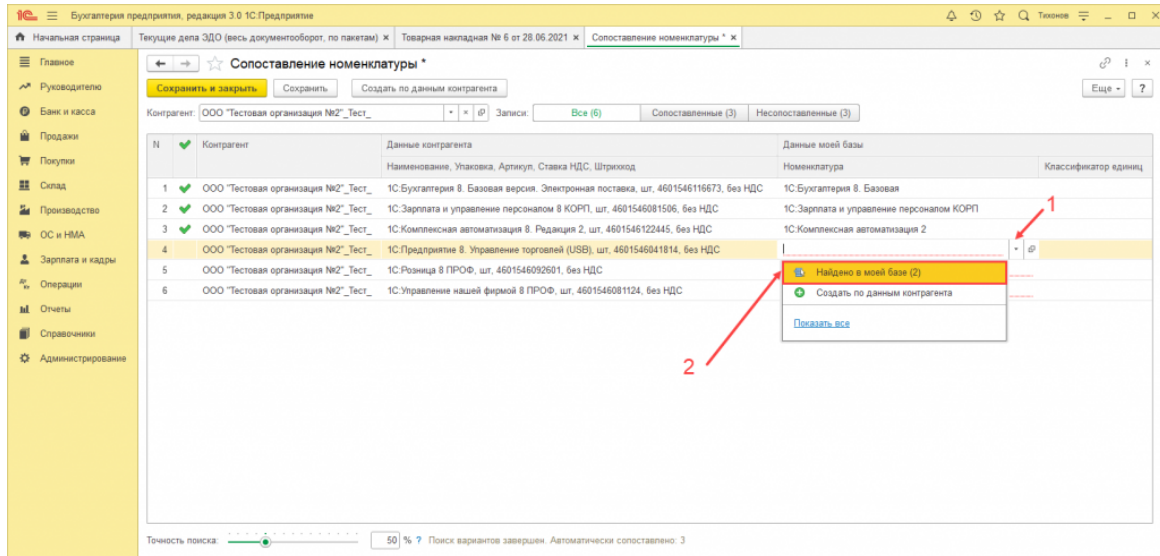 1С Бухгалтерия предприятия, редакция 3.0 1С:Предприятие Тихонов
Начальная страница Текущие дела ЭДО (весь документооборот, по пакетам) × Товарная накладная № 6 от 28.06.2021 × Сопоставление номенклатуры * ×
Главное
Руководителю
Банк и касса
Продажи
Покупки
Склад
Производство
ОС и НМА
Зарплата и кадры
Операции
Отчеты
Справочники
Администрирование
Сопоставление номенклатуры *
Сохранить и закрыть Сохранить Создать по данным контрагента Еще ?
Контрагент: ООО "Тестовая организация №2"_Тест_ Записи: Все (6) Сопоставленные (3) Несопоставленные (3)
N Контрагент Данные контрагента Данные моей базы
Наименование, Упаковка, Артикул, Ставка НДС, Штрихкод Номенклатура Классификатор единиц
1 ООО "Тестовая организация №2"_Тест_ 1С:Бухгалтерия 8. Базовая версия. Электронная поставка, шт, 4601546116673, без НДС 1С:Бухгалтерия 8. Базовая
2 ООО "Тестовая организация №2"_Тест_ 1С:Зарплата и управление персоналом 8 КОРП, шт, 4601546081506, без НДС 1С:Зарплата и управление персоналом КОРП
3 ООО "Тестовая организация №2"_Тест_ 1С:Комплексная автоматизация 8. Редакция 2, шт, 4601546122445, без НДС 1С:Комплексная автоматизация 2
1
4 ООО "Тестовая организация №2"_Тест_ 1С:Предприятие 8. Управление торговлей (USB), шт, 4601546041814, без НДС
5 ООО "Тестовая организация №2"_Тест_ 1С:Розница 8 ПРОФ, шт, 4601546092601, без НДС
6 ООО "Тестовая организация №2"_Тест_ 1С:Управление нашей фирмой 8 ПРОФ, шт, 4601546081124, без НДС
Найдено в моей базе (2)
Создать по данным контрагента
Показать все
2
Точность поиска: 50 % ? Поиск вариантов завершен. Автоматически сопоставлено: 3